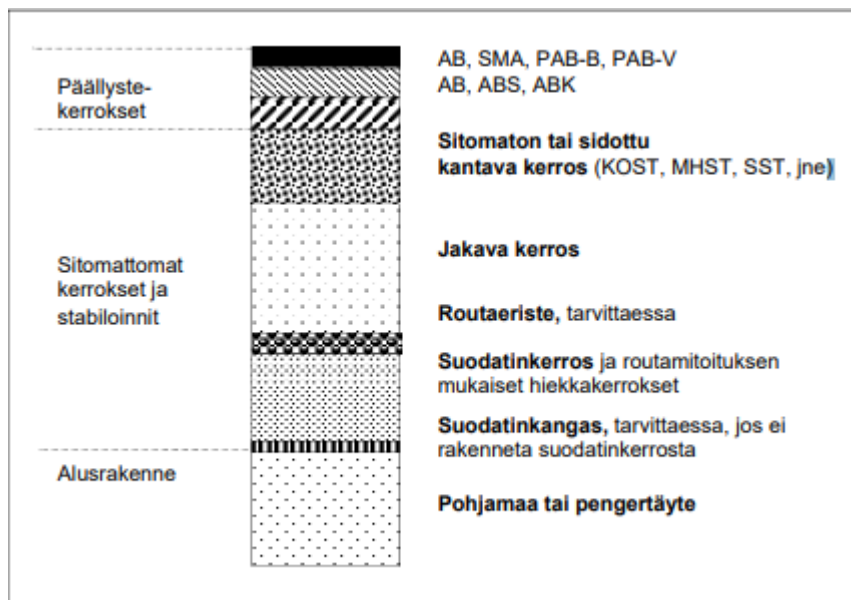 Päällyste-
kerrokset
Sitomattomat
kerrokset ja
stabiloinnit
Alusrakenne
AB, SMA, PAB-B, PAB-V
AB, ABS, ABK
Sitomaton tai sidottu
kantava kerros (KOST, MHST, SST, jne)
Jakava kerros
Routaeriste, tarvittaessa
Suodatinkerros ja routamitoituksen
mukaiset hiekkakerrokset
Suodatinkangas, tarvittaessa, jos ei
rakenneta suodatinkerrosta
Pohjamaa tai pengertäyte